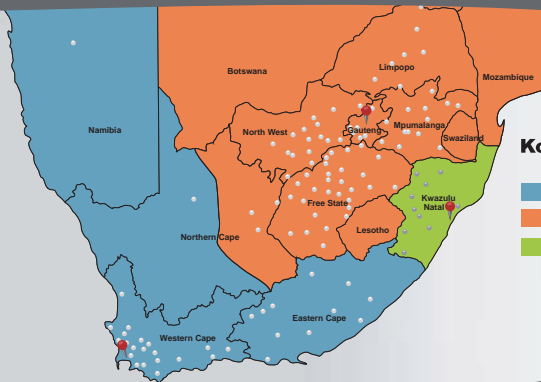 Limpopo
Botswana
Mozambique
Namibia
North West
Gauteng
Mpumalanga
Swaziland
Ko
Kwazulu
Natal
Free State
Northern Cape
Lesotho
Eastern Cape
Western Cape